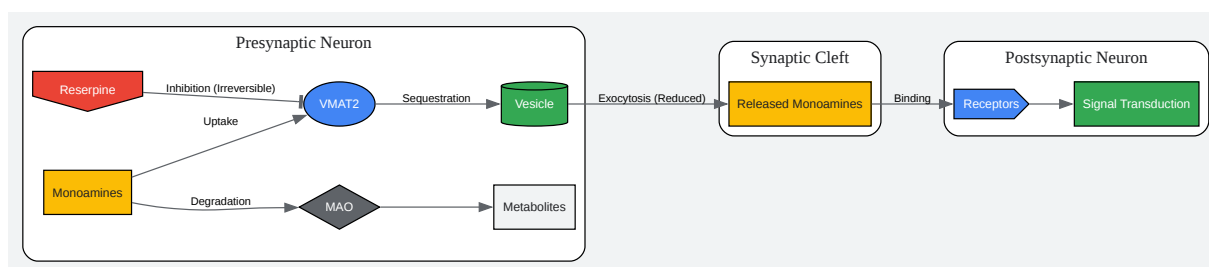 Presynaptic Neuron
Synaptic Cleft
Postsynaptic Neuron
Reserpine
Inhibition (Irreversible)
VMAT2
Sequestration
Vesicle
Exocytosis (Reduced)
Released Monoamines
Binding
Receptors
Signal Transduction
Uptake
Monoamines
Degradation
MAO
Metabolites